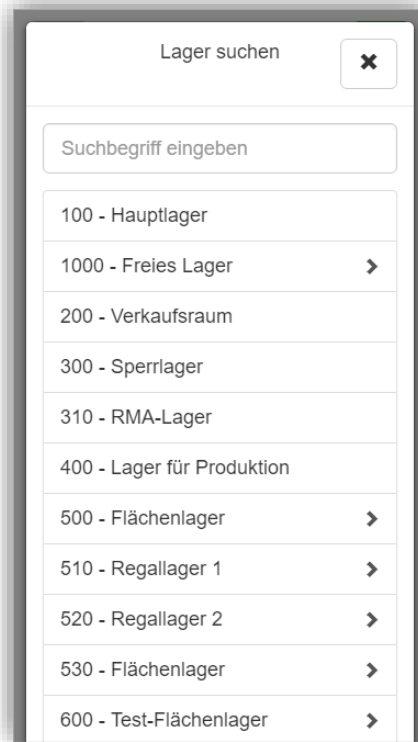 Lager suchen
Suchbegriff eingeben
100 - Hauptlager
1000 - Freies Lager
200 - Verkaufsraum
300 - Sperrlager
310 - RMA-Lager
400 - Lager für Produktion
500 - Flächenlager
510 - Regallager 1
520 - Regallager 2
530 - Flächenlager
600 - Test-Flächenlager